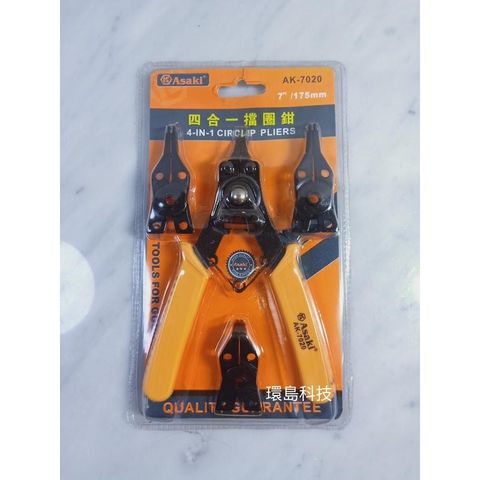 Asaki
AK-7020
7"/175mm
四合一擋圈鉗
4-IN-1 CIRCLIP PLIERS
TOOLS FOR
Asaki
Asaki
AK-7020
環島科技
QUALITY GUARANTEE